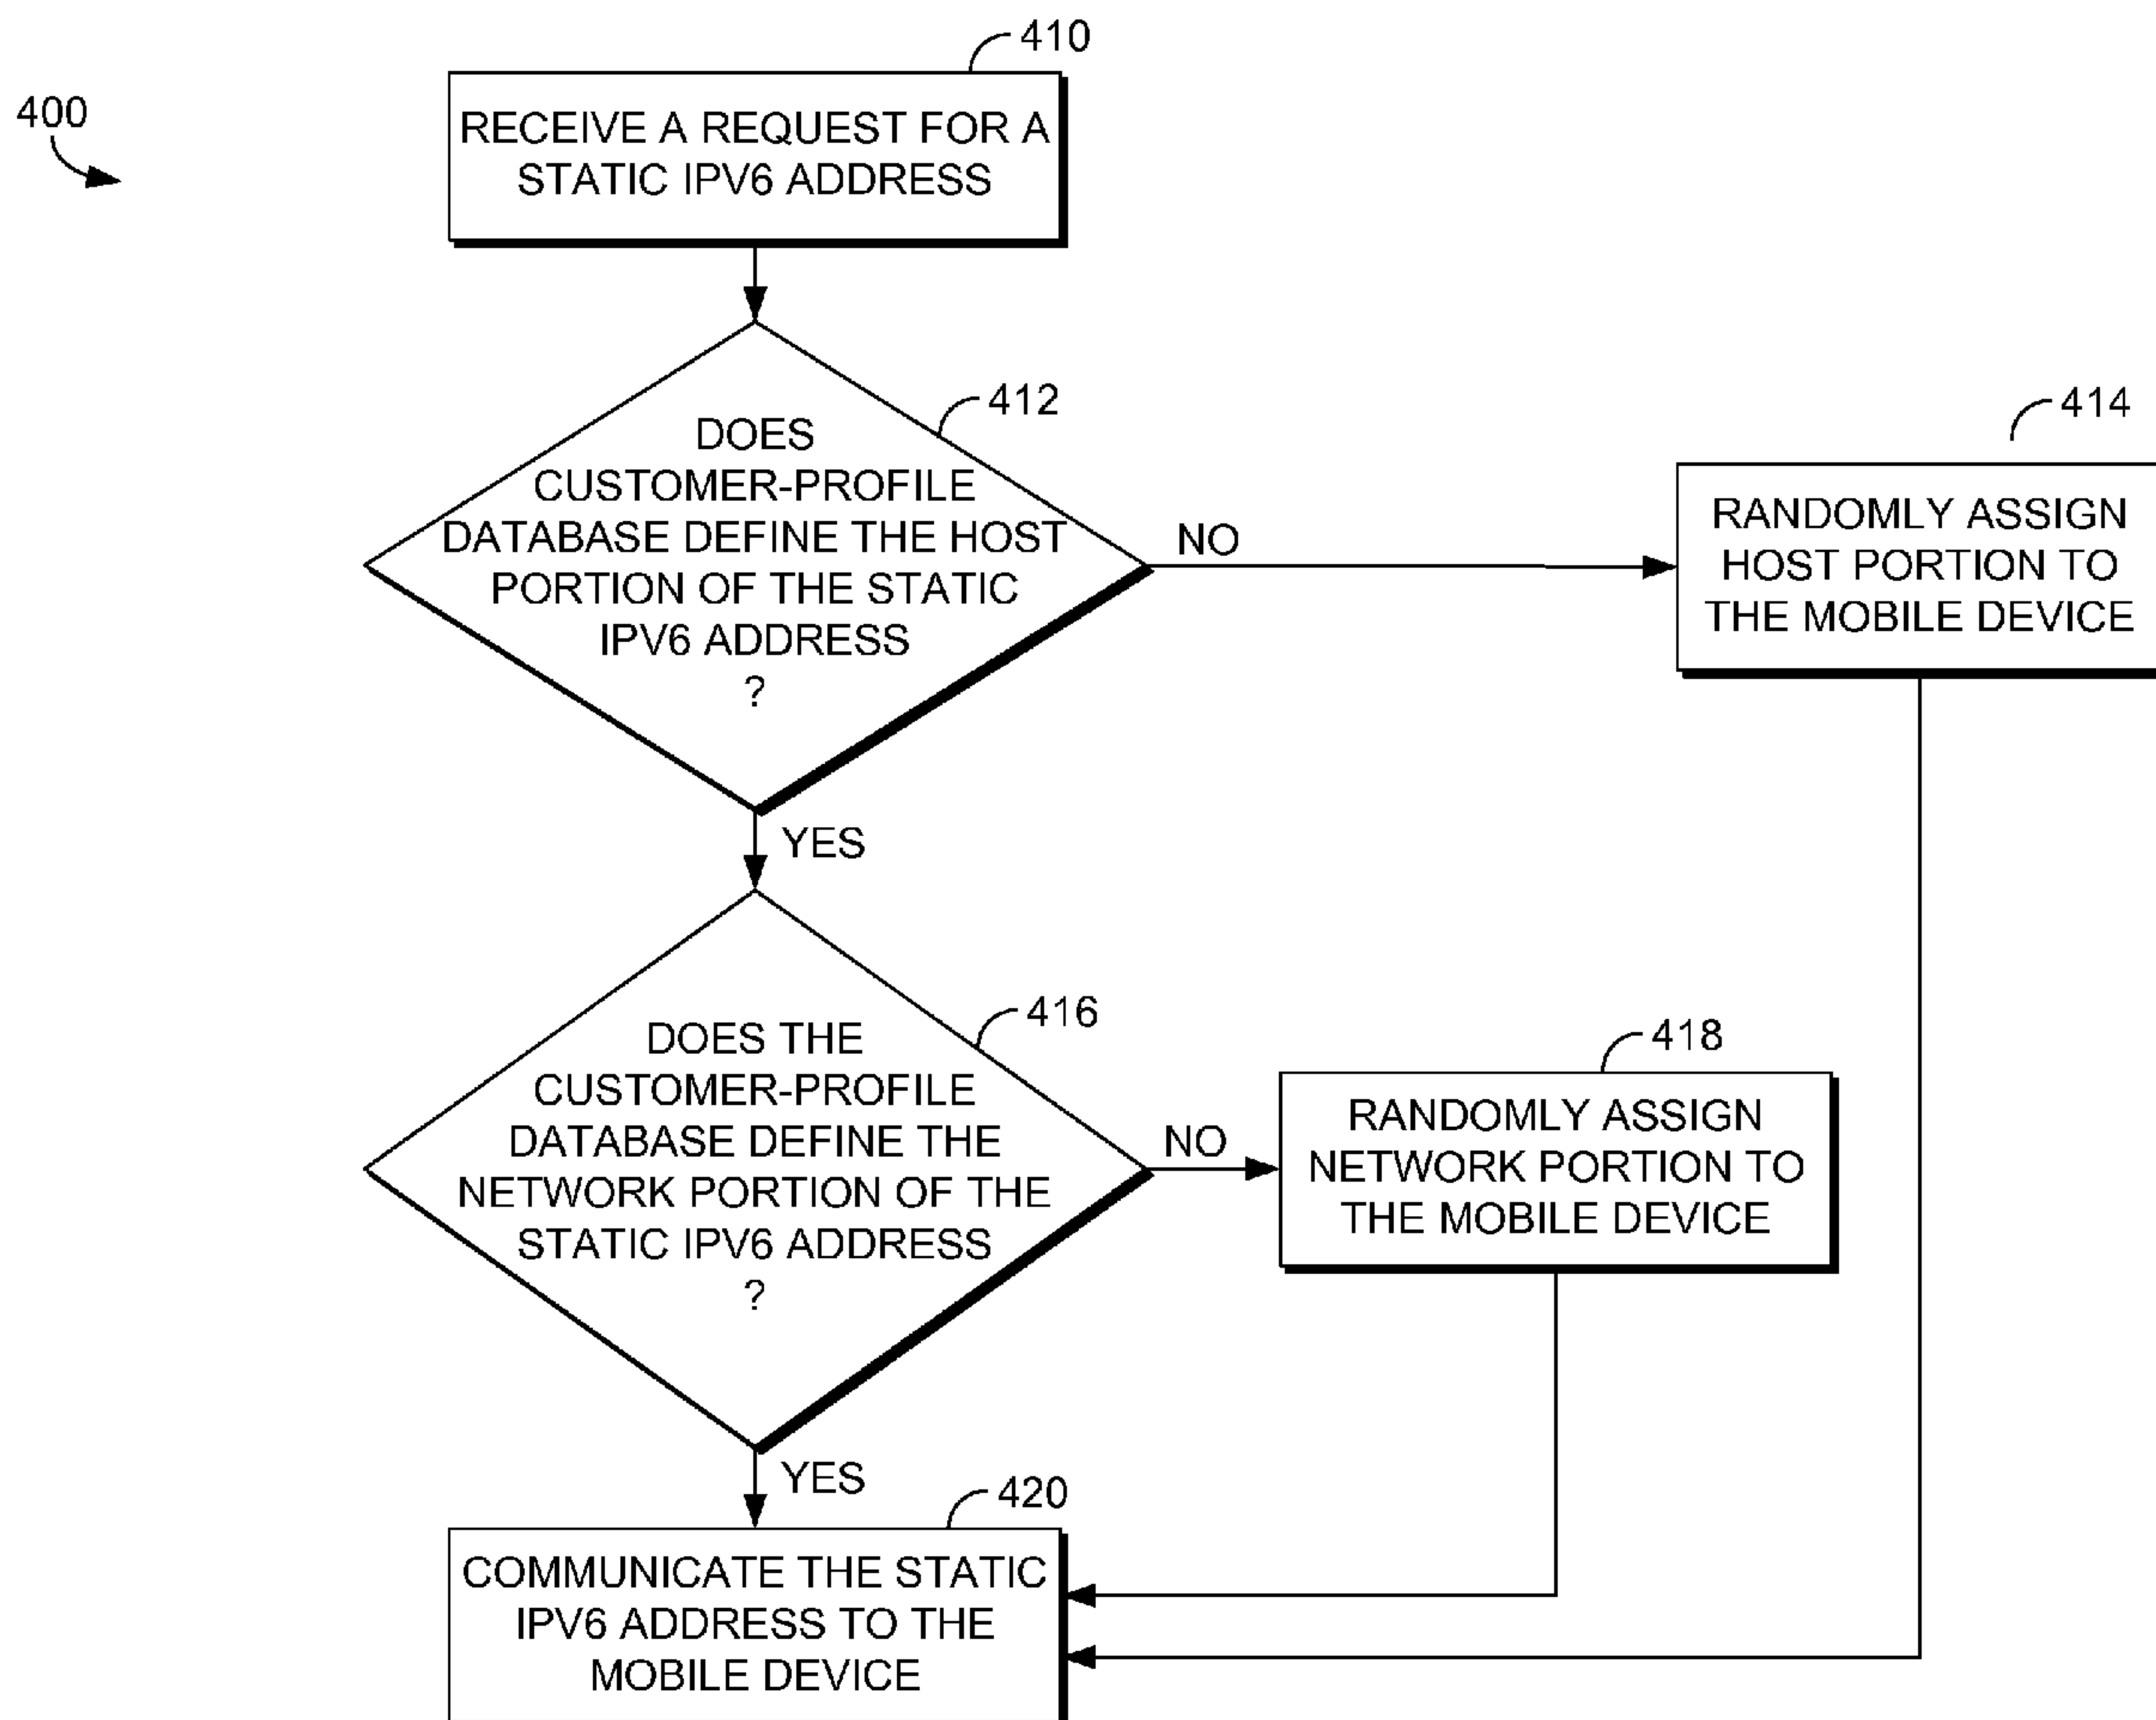 400
410
RECEIVE A REQUEST FOR A
STATIC IPV6 ADDRESS
412
DOES
CUSTOMER-PROFILE
DATABASE DEFINE THE HOST
PORTION OF THE STATIC
IPV6 ADDRESS
?
NO
414
RANDOMLY ASSIGN
HOST PORTION TO
THE MOBILE DEVICE
YES
416
DOES THE
CUSTOMER-PROFILE
DATABASE DEFINE THE
NETWORK PORTION OF THE
STATIC IPV6 ADDRESS
?
NO
418
RANDOMLY ASSIGN
NETWORK PORTION TO
THE MOBILE DEVICE
YES
420
COMMUNICATE THE STATIC
IPV6 ADDRESS TO THE
MOBILE DEVICE